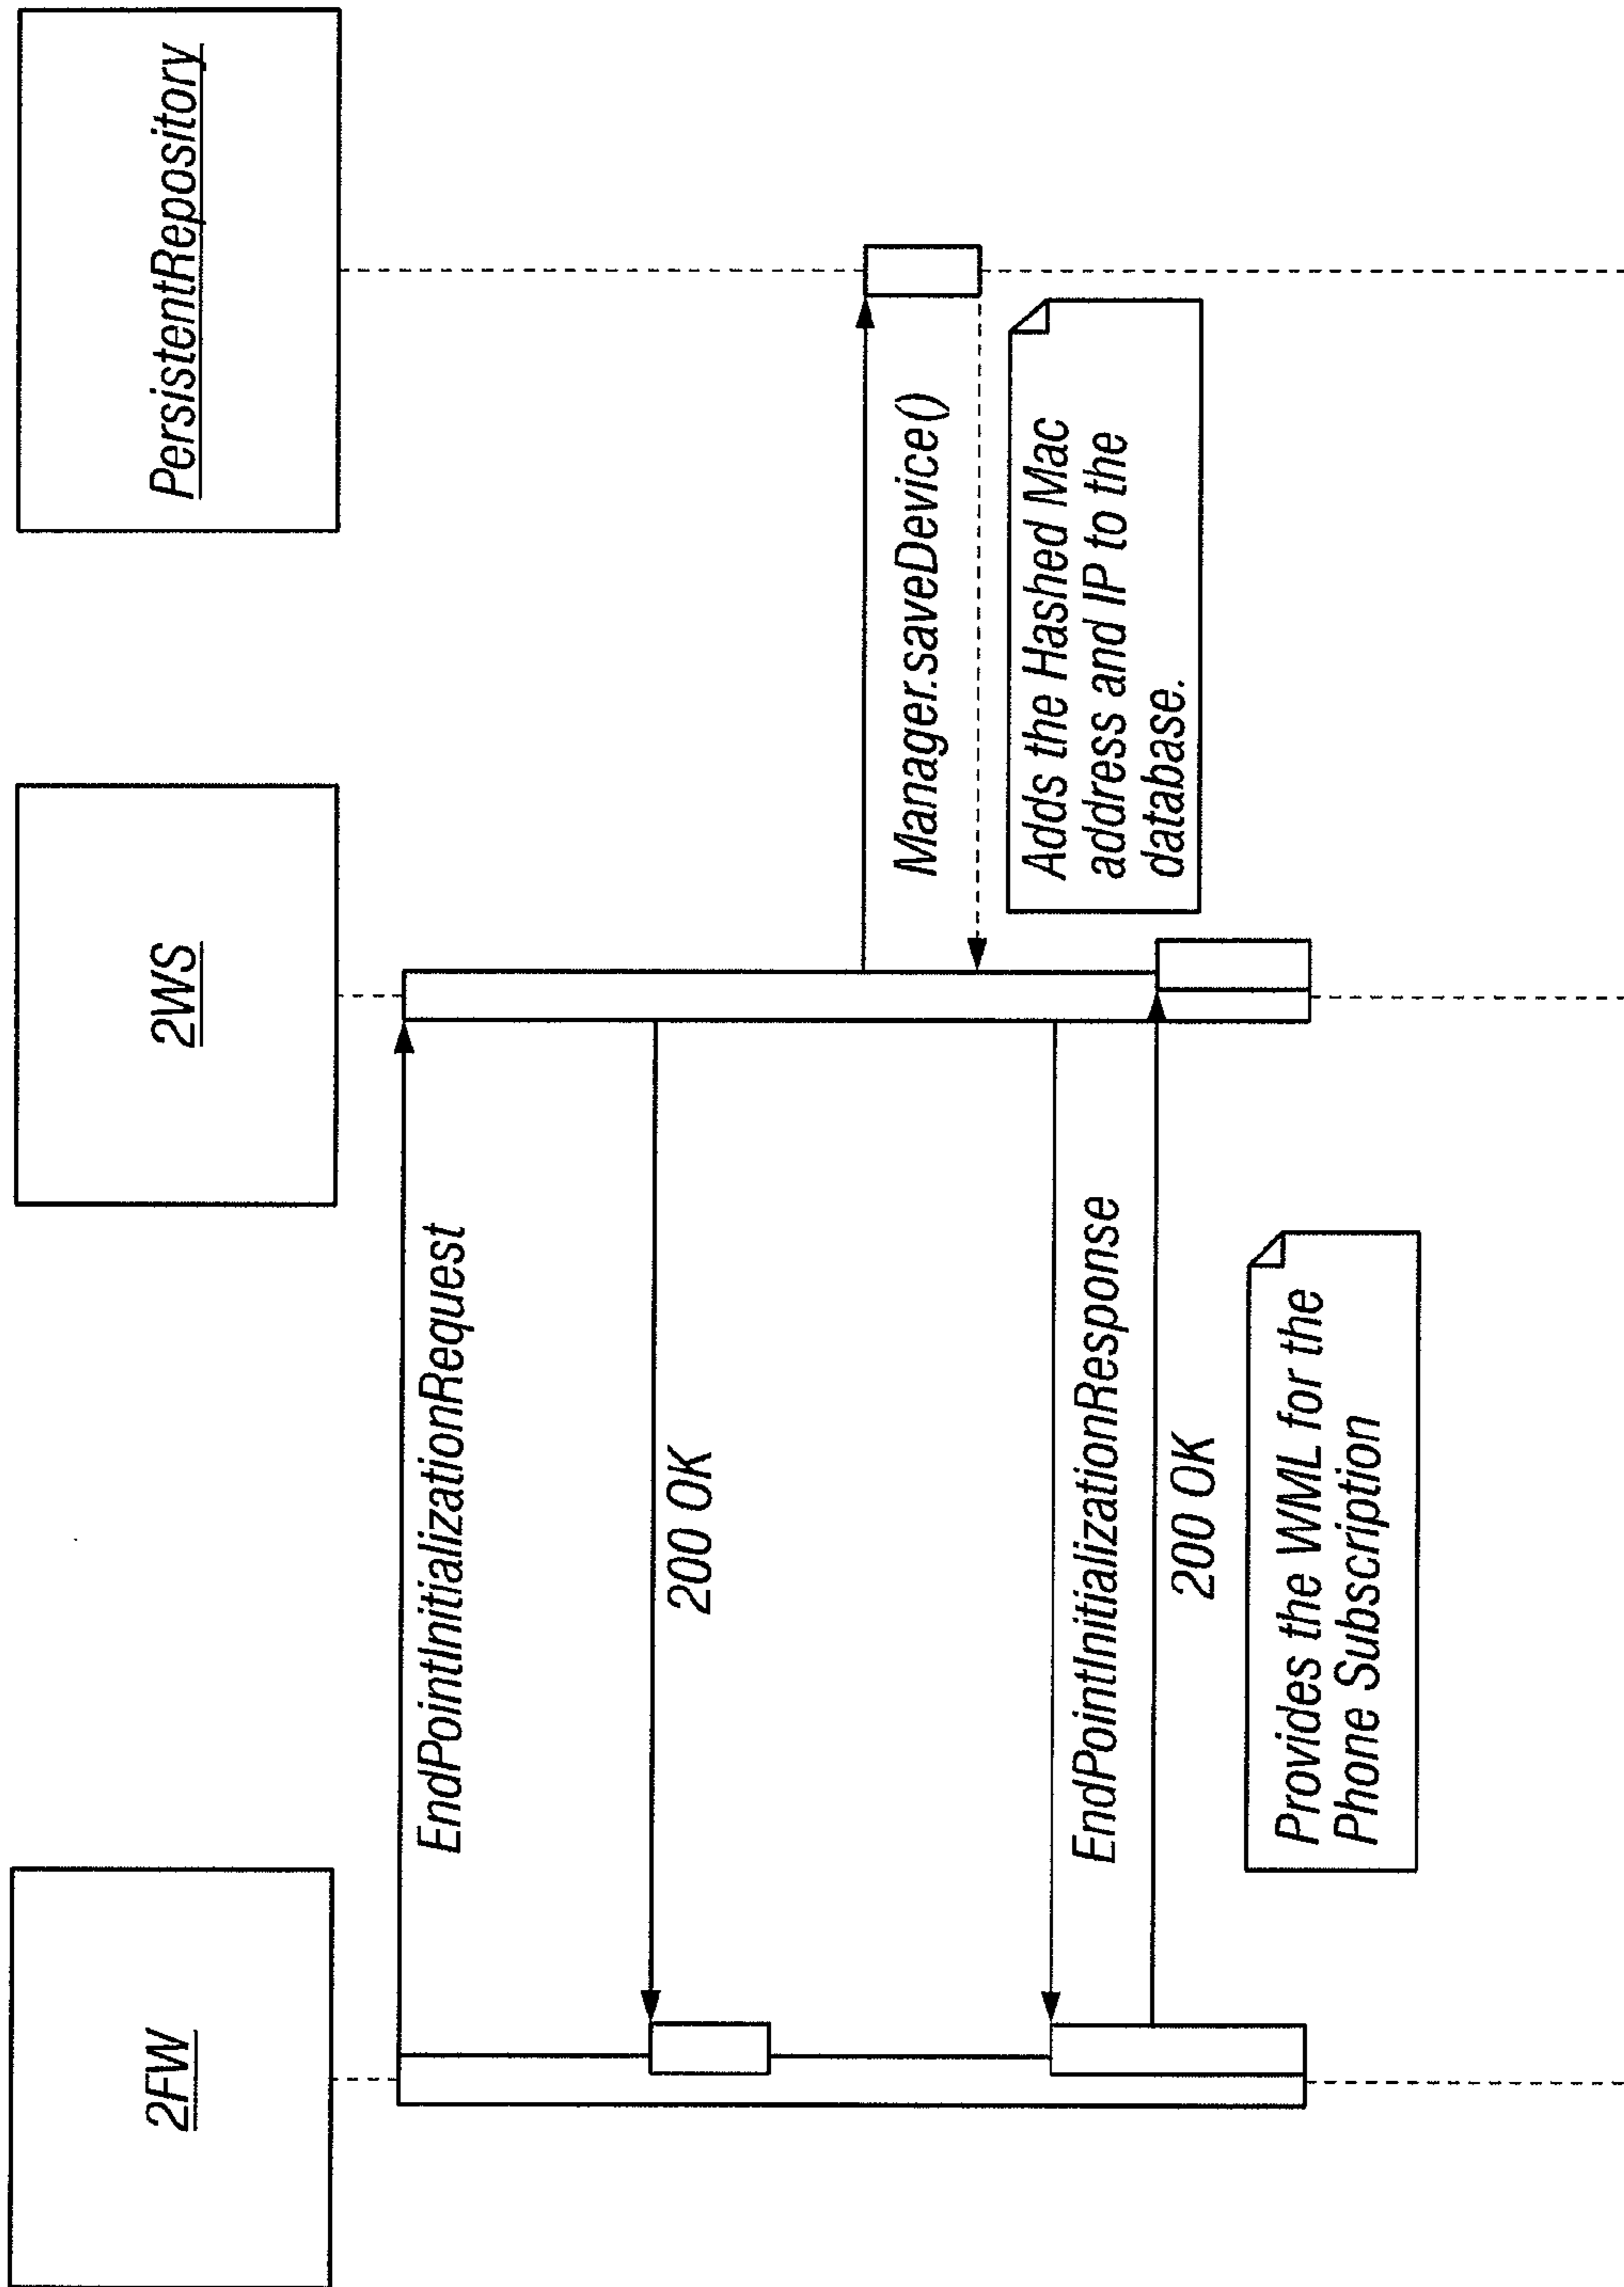 2FW
2WS
PersistentRepository
EndPointInitializationRequest
200 OK
Manager.saveDevice()
Adds the Hashed Mac
address and IP to the
database.
EndPointInitializationResponse
200 OK
Provides the WML for the
Phone Subscription